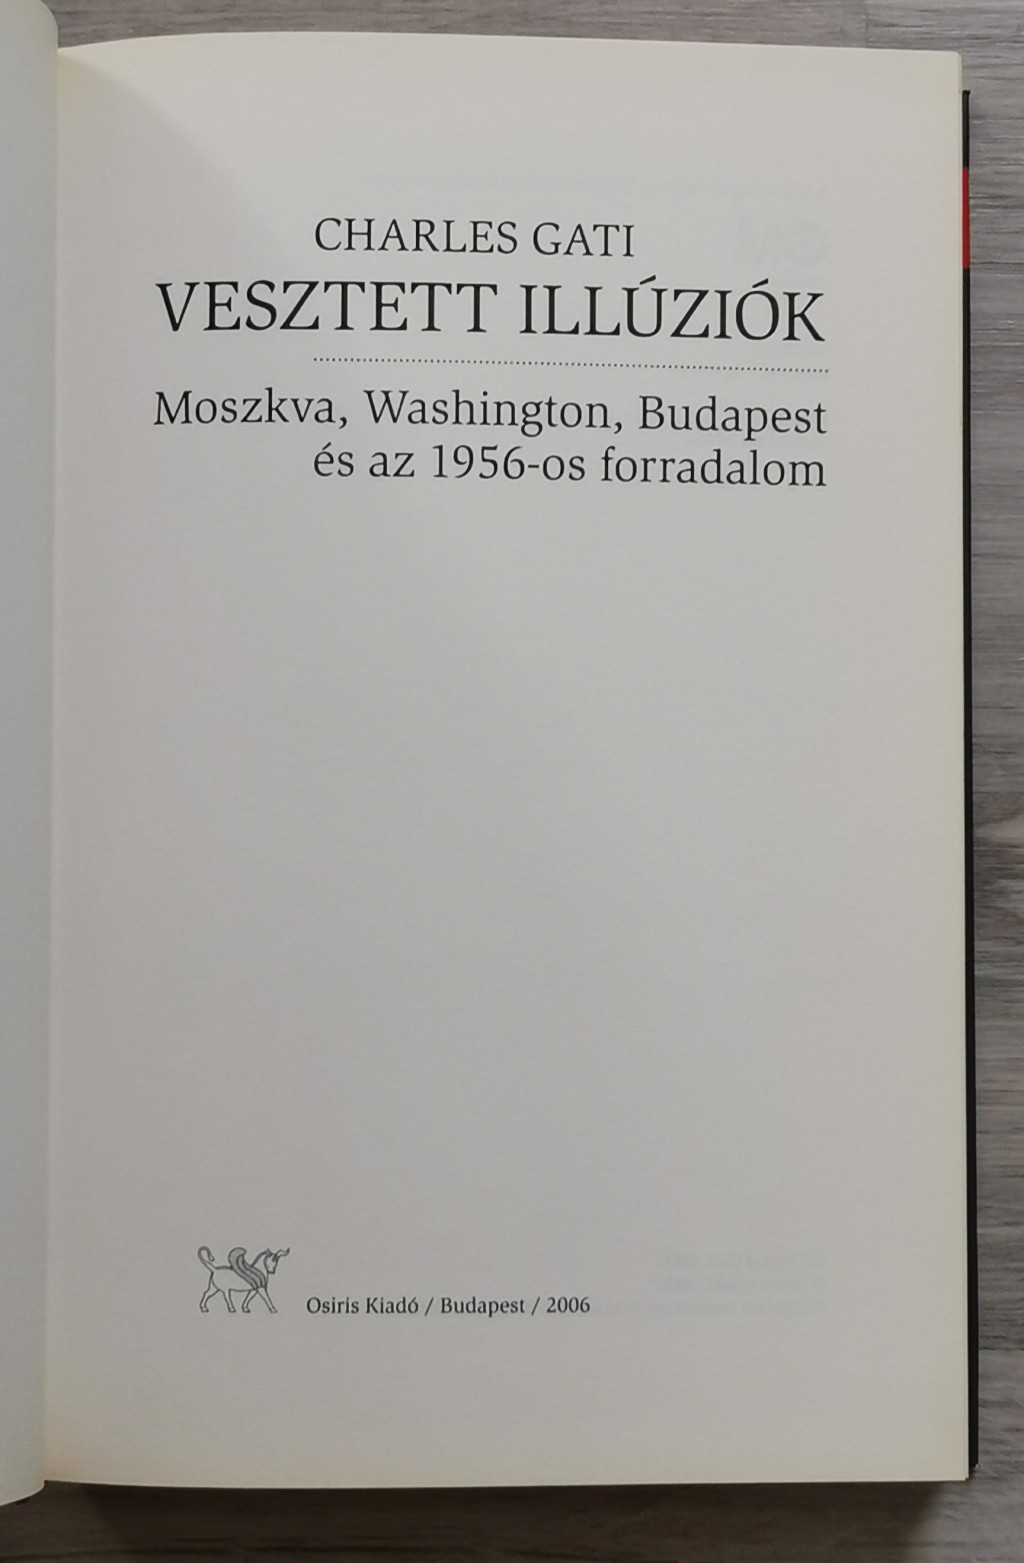 CHARLES GATI
VESZTETT ILLÚZIÓK
Moszkva, Washington, Budapest
és az 1956-os forradalom
Osiris Kiadó / Budapest / 2006